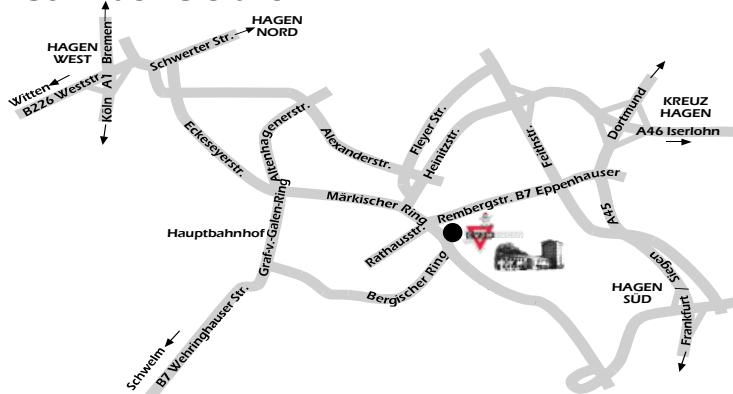 HAGEN
NORD
HAGEN
WEST
Bremen
Schwerter Str.
Witten
B226 Weststr.
Köln A1
Dortmund
KREUZ
HAGEN
A46 Iserlohn
Fleyer Str.
Heinitzstr.
Feithstr.
Eckeseyerstr.
Altenhagenerstr.
Alexanderstr.
Märkischer Ring
Rembergstr. B7 Eppenhauser
A45
Hauptbahnhof
Graf-v.-Galen-Ring
Rathausstr.
Bergischer Ring
Siegen
HAGEN
SÜD
Frankfurt
B7 Wehringhauser Str.
Schwelm